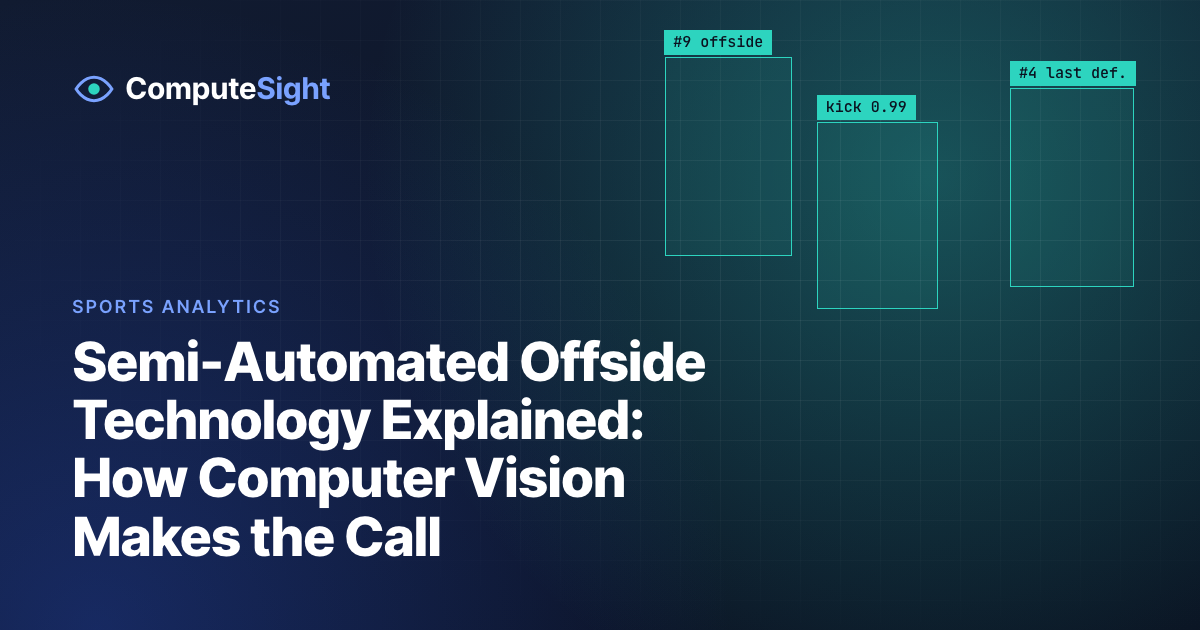 ComputeSight
#9 offside
kick 0.99
#4 last def.
SPORTS ANALYTICS
Semi-Automated Offside
Technology Explained:
How Computer Vision
Makes the Call